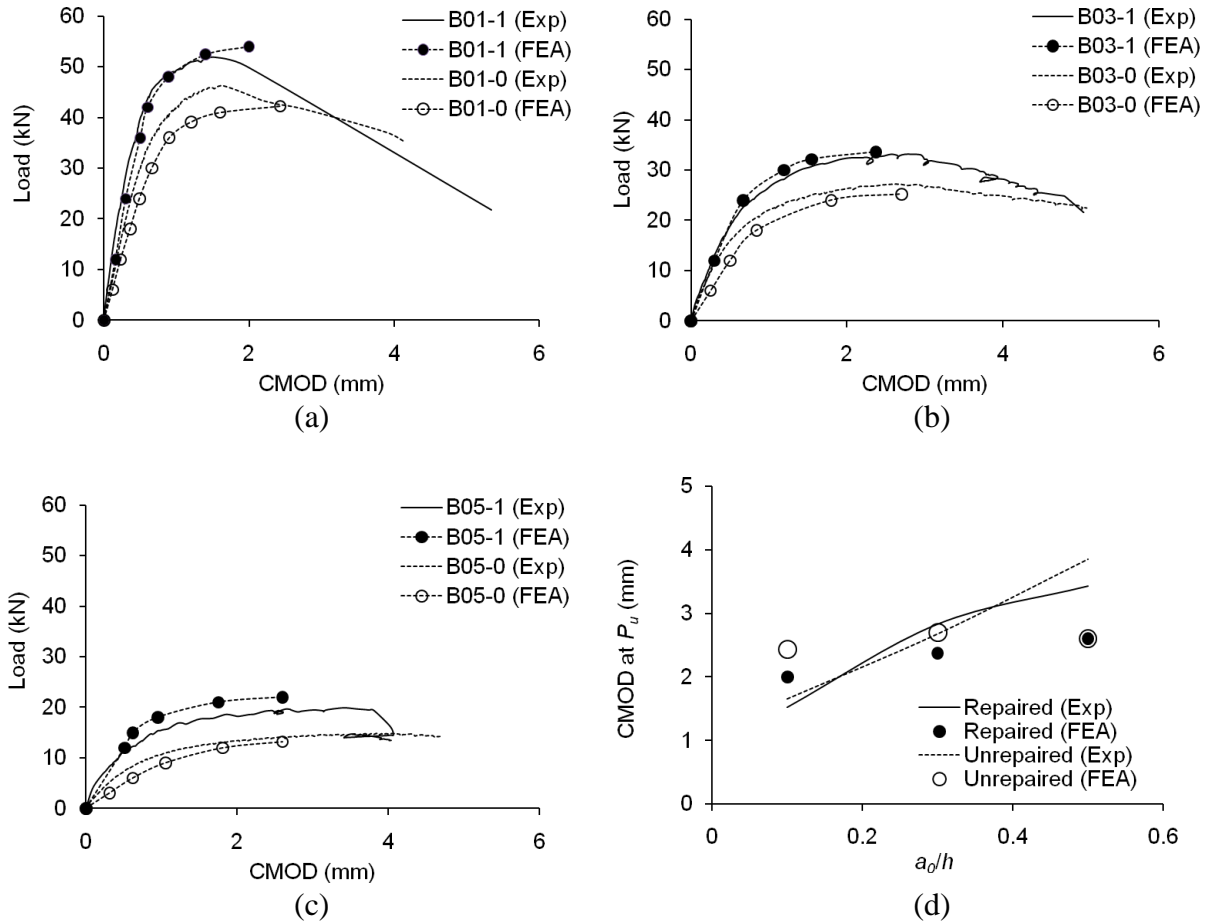 60
50
40
30
20
10
0
Load (kN)
0 2 4 6
CMOD (mm)
B01-1 (Exp)
B01-1 (FEA)
B01-0 (Exp)
B01-0 (FEA)
(a)
60
50
40
30
20
10
0
Load (kN)
0 2 4 6
CMOD (mm)
B03-1 (Exp)
B03-1 (FEA)
B03-0 (Exp)
B03-0 (FEA)
(b)
60
50
40
30
20
10
0
Load (kN)
0 2 4 6
CMOD (mm)
B05-1 (Exp)
B05-1 (FEA)
B05-0 (Exp)
B05-0 (FEA)
(c)
5
4
3
2
1
0
CMOD at Pu (mm)
0 0.2 0.4 0.6
a0/h
Repaired (Exp)
Repaired (FEA)
Unrepaired (Exp)
Unrepaired (FEA)
(d)